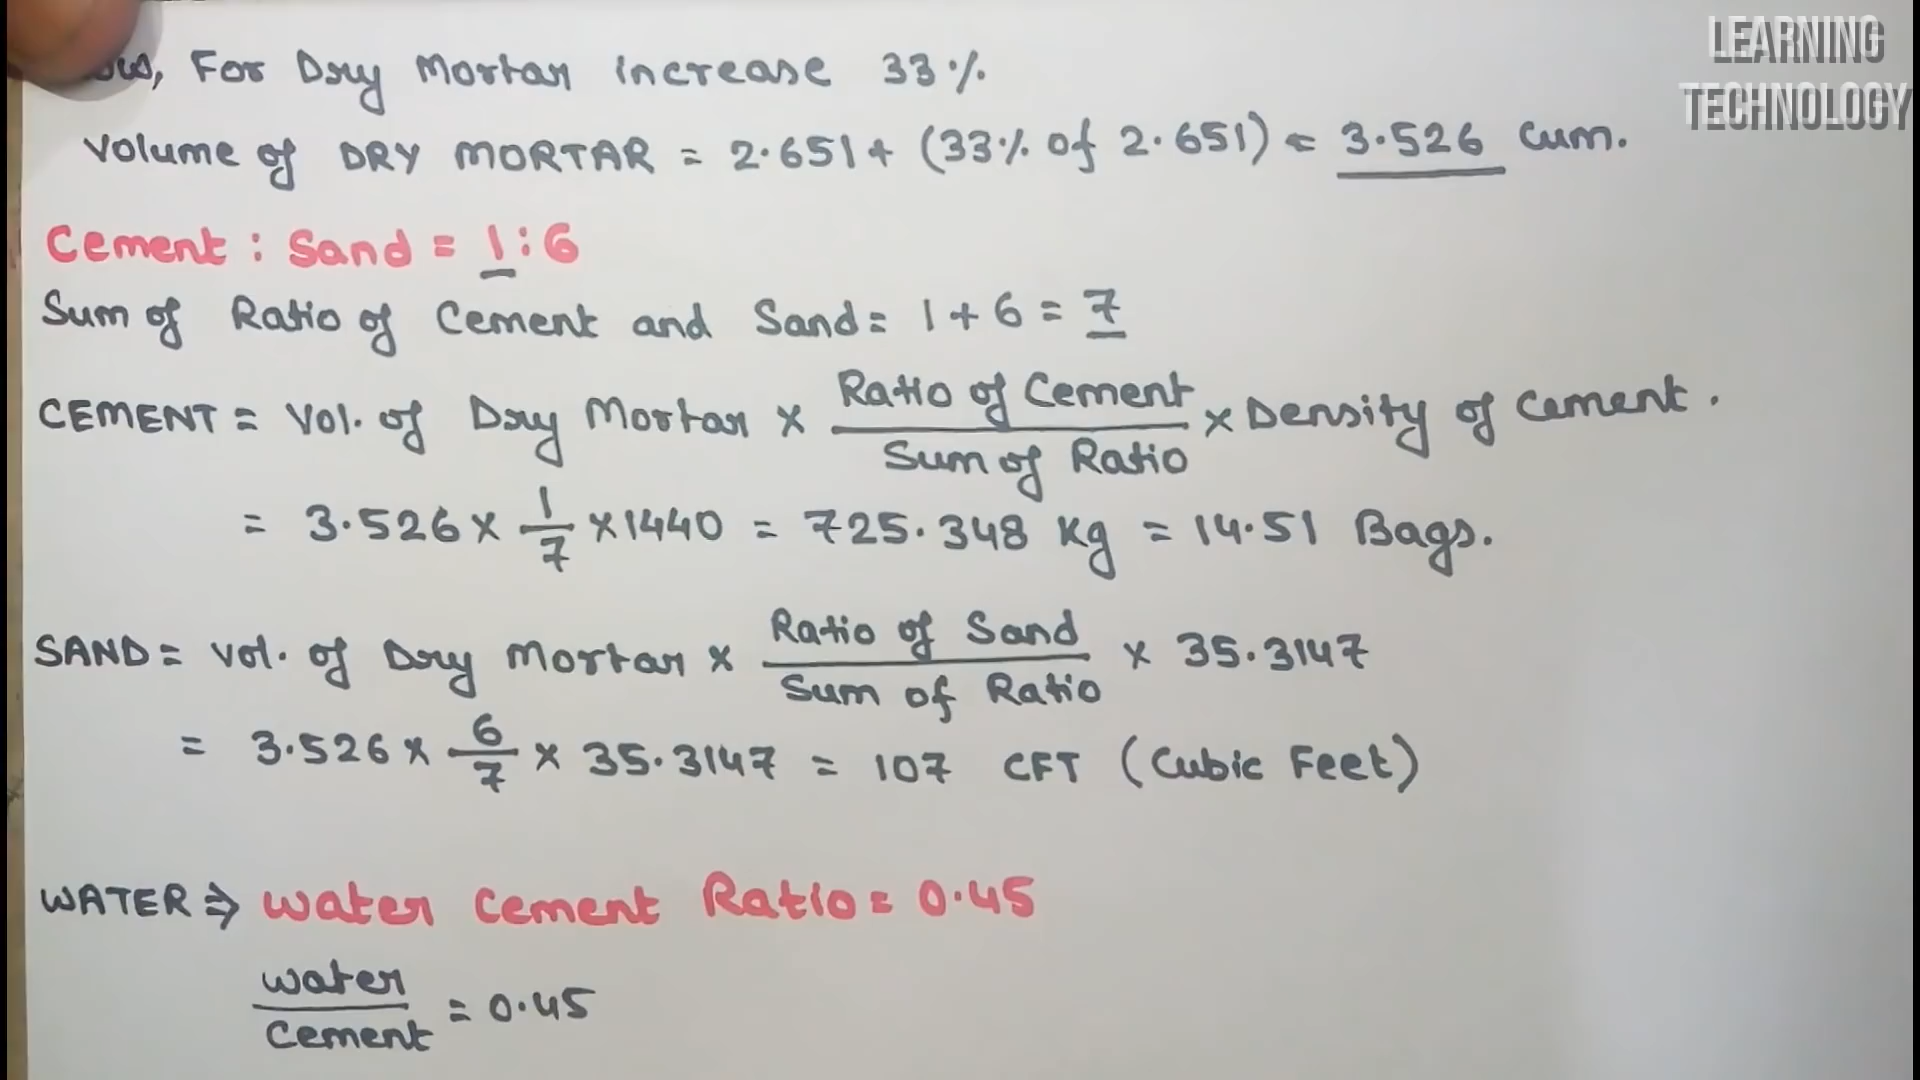 LEARNING
TECHNOLOGY
For Dry Mortar increase 33%
Volume of DRY MORTAR = 2.651 + (33% of 2.651) = 3.526 Cum.
Cement : Sand = 1:6
Sum of Ratio of Cement and Sand = 1 + 6 = 7
CEMENT = Vol. of Dry Mortar × Ratio of Cement / Sum of Ratio × Density of Cement.
= 3.526 × 1/7 × 1440 = 725.348 Kg = 14.51 Bags.
SAND = Vol. of Dry Mortar × Ratio of Sand / Sum of Ratio × 35.3147
= 3.526 × 6/7 × 35.3147 = 107 CFT (Cubic Feet)
WATER ⇒ Water Cement Ratio = 0.45
Water / Cement = 0.45